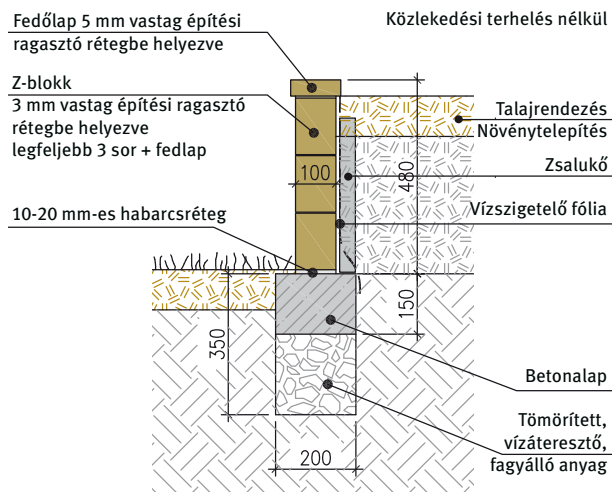 Fedőlap 5 mm vastag építési
ragasztó rétegbe helyezve
Közlekedési terhelés nélkül
Z-blokk
3 mm vastag építési ragasztó
rétegbe helyezve
legfeljebb 3 sor + fedlap
10-20 mm-es habarcsréteg
Talajrendezés
Növénytelepítés
Zsalukő
Vízszigetelő fólia
100
480
150
350
200
Betonalap
Tömörített,
vízáteresztő,
fagyálló anyag